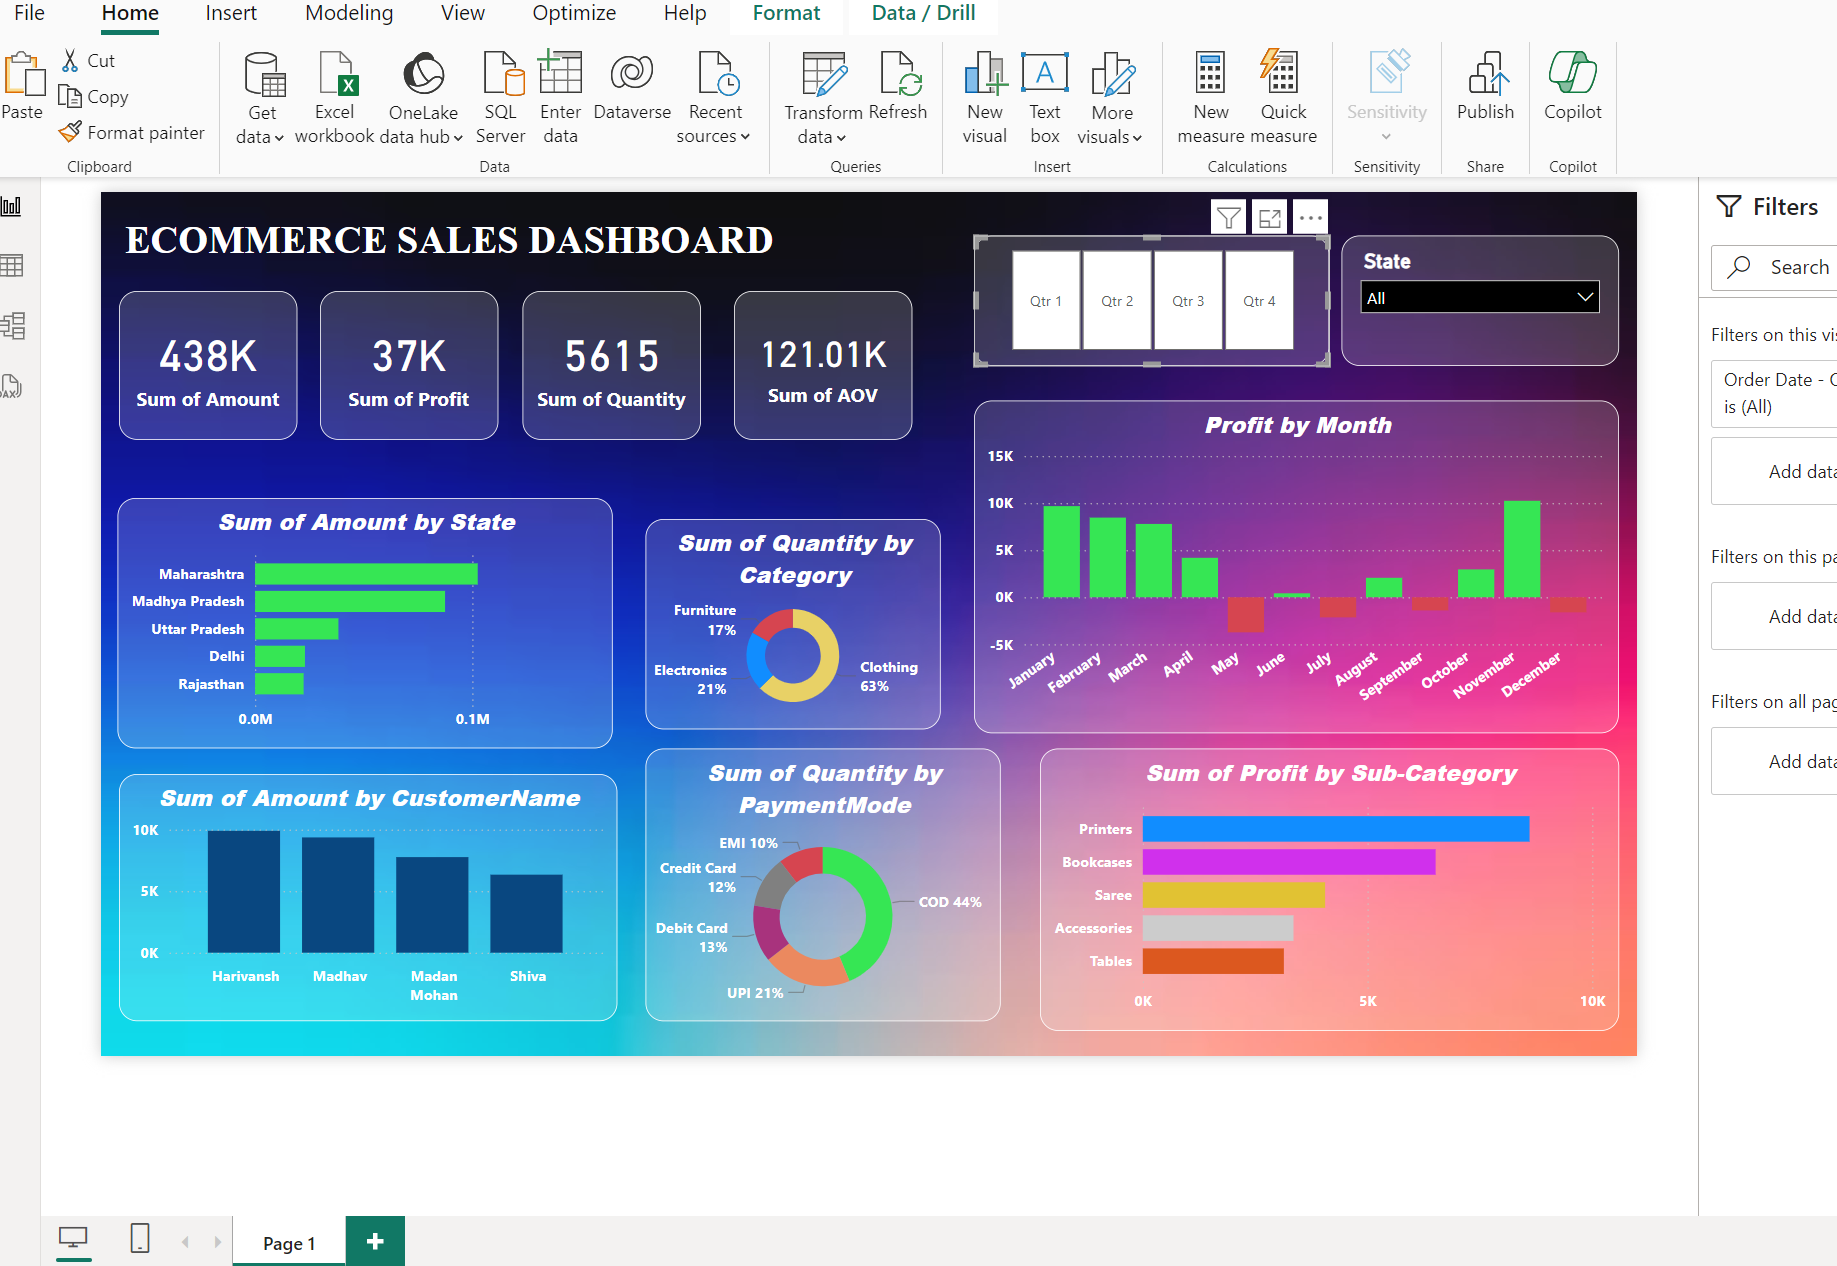 File Home Insert Modeling View Optimize Help Format Data / Drill
Paste
Cut
Copy
Format painter
Clipboard
Get data
Excel workbook
OneLake data hub
SQL Server
Enter data
Dataverse
Recent sources
Data
Transform data
Refresh
Queries
New visual
A
Text box
More visuals
Insert
New measure
Quick measure
Calculations
Sensitivity
Sensitivity
Publish
Share
Copilot
Copilot
ECOMMERCE SALES DASHBOARD
438K
Sum of Amount
37K
Sum of Profit
5615
Sum of Quantity
121.01K
Sum of AOV
Qtr 1 Qtr 2 Qtr 3 Qtr 4
State
All
Sum of Amount by State
Maharashtra
Madhya Pradesh
Uttar Pradesh
Delhi
Rajasthan
0.0M 0.1M
Sum of Quantity by
Category
Furniture
17%
Electronics
21%
Clothing
63%
Profit by Month
15K
10K
5K
0K
-5K
January February March April May June July August September October November December
Sum of Amount by CustomerName
10K
5K
0K
Harivansh Madhav Madan Mohan Shiva
Sum of Quantity by
PaymentMode
EMI 10%
Credit Card
12%
Debit Card
13%
UPI 21%
COD 44%
Sum of Profit by Sub-Category
Printers
Bookcases
Saree
Accessories
Tables
0K 5K 10K
Filters
Search
Filters on this vi
Order Date -
is (All)
Add data
Filters on this pa
Add data
Filters on all pag
Add data
Page 1